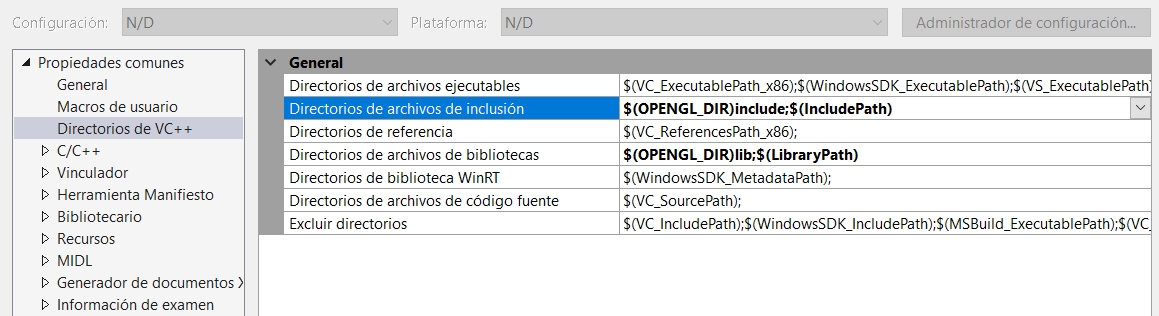 Configuración: N/D Plataforma: N/D Administrador de configuración...
Propiedades comunes
General
Macros de usuario
Directorios de VC++
C/C++
Vinculador
Herramienta Manifiesto
Bibliotecario
Recursos
MIDL
Generador de documentos X
Información de examen
General
Directorios de archivos ejecutables $(VC_ExecutablePath_x86);$(WindowsSDK_ExecutablePath);$(VS_ExecutablePath)
Directorios de archivos de inclusión $(OPENGL_DIR)include;$(IncludePath)
Directorios de referencia $(VC_ReferencesPath_x86);
Directorios de archivos de bibliotecas $(OPENGL_DIR)lib;$(LibraryPath)
Directorios de biblioteca WinRT $(WindowsSDK_MetadataPath);
Directorios de archivos de código fuente $(VC_SourcePath);
Excluir directorios $(VC_IncludePath);$(WindowsSDK_IncludePath);$(MSBuild_ExecutablePath);$(VC_